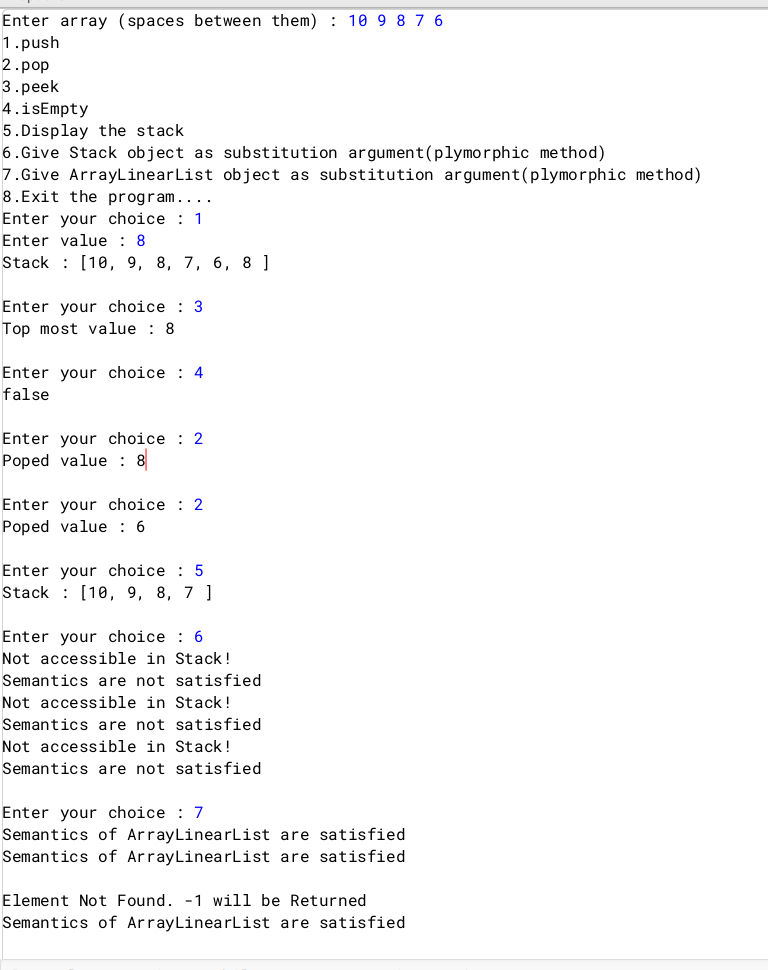 Enter array (spaces between them) : 10 9 8 7 6
1.push
2.pop
3.peek
4.isEmpty
5.Display the stack
6.Give Stack object as substitution argument(plymorphic method)
7.Give ArrayLinearList object as substitution argument(plymorphic method)
8.Exit the program....
Enter your choice : 1
Enter value : 8
Stack : [10, 9, 8, 7, 6, 8 ]
Enter your choice : 3
Top most value : 8
Enter your choice : 4
false
Enter your choice : 2
Poped value : 8
Enter your choice : 2
Poped value : 6
Enter your choice : 5
Stack : [10, 9, 8, 7 ]
Enter your choice : 6
Not accessible in Stack!
Semantics are not satisfied
Not accessible in Stack!
Semantics are not satisfied
Not accessible in Stack!
Semantics are not satisfied
Enter your choice : 7
Semantics of ArrayLinearList are satisfied
Semantics of ArrayLinearList are satisfied
Element Not Found. -1 will be Returned
Semantics of ArrayLinearList are satisfied